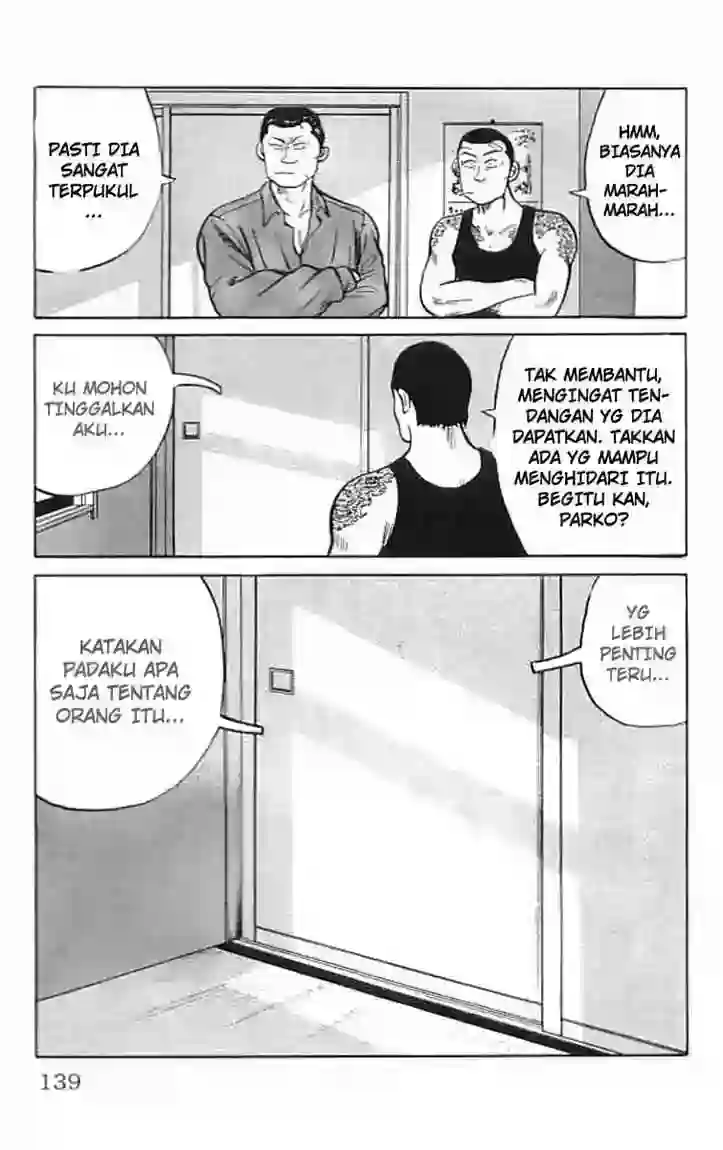 HMM,
BIASANYA
DIA
MARAH-
MARAH...
PASTI DIA
SANGAT
TERPUKUL
...
TAK MEMBANTU,
MENGINGAT TEN-
DANGAN YG DIA
DAPATKAN. TAKKAN
ADA YG MAMPU
MENGHIDARI ITU.
BEGITU KAN,
PARKO?
KU MOHON
TINGGALKAN
AKU...
YG
LEBIH
PENTING
TERU...
KATAKAN
PADAKU APA
SAJA TENTANG
ORANG ITU...
139